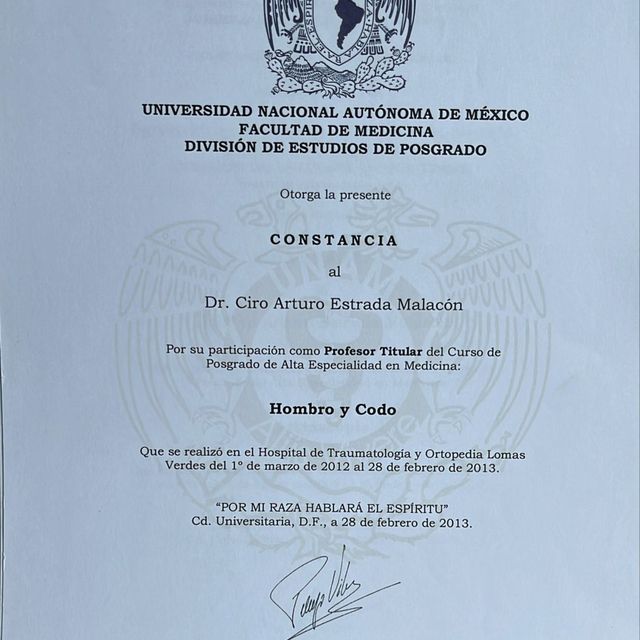 UNIVERSIDAD NACIONAL AUTÓNOMA DE MÉXICO
FACULTAD DE MEDICINA
DIVISIÓN DE ESTUDIOS DE POSGRADO
Otorga la presente
CONSTANCIA
al
Dr. Ciro Arturo Estrada Malacón
Por su participación como Profesor Titular del Curso de
Posgrado de Alta Especialidad en Medicina:
Hombro y Codo
Que se realizó en el Hospital de Traumatología y Ortopedia Lomas
Verdes del 1º de marzo de 2012 al 28 de febrero de 2013.
“POR MI RAZA HABLARÁ EL ESPÍRITU”
Cd. Universitaria, D.F., a 28 de febrero de 2013.